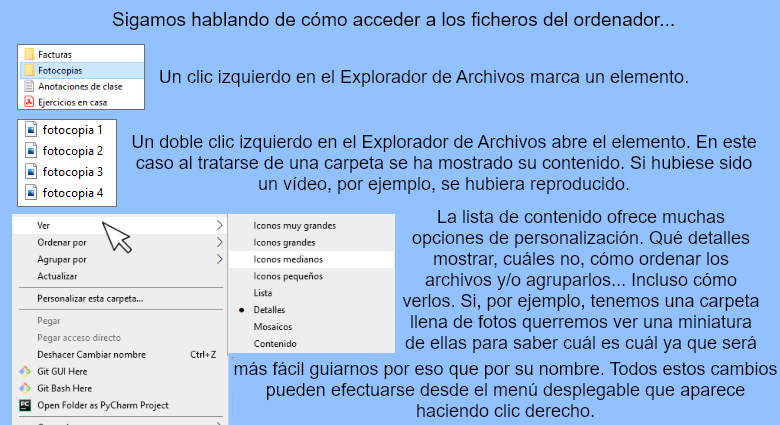 Sigamos hablando de cómo acceder a los ficheros del ordenador...
Facturas
Fotocopias
Anotaciones de clase
Ejercicios en casa
Un clic izquierdo en el Explorador de Archivos marca un elemento.
fotocopia 1
fotocopia 2
fotocopia 3
fotocopia 4
Un doble clic izquierdo en el Explorador de Archivos abre el elemento. En este
caso al tratarse de una carpeta se ha mostrado su contenido. Si hubiese sido
un vídeo, por ejemplo, se hubiera reproducido.
Ver
Ordenar por
Agrupar por
Actualizar
Personalizar esta carpeta...
Pegar
Pegar acceso directo
Deshacer Cambiar nombre Ctrl+Z
Git GUI Here
Git Bash Here
PC Open Folder as PyCharm Project
Iconos muy grandes
Iconos grandes
Iconos medianos
Iconos pequeños
Lista
Detalles
Mosaicos
Contenido
La lista de contenido ofrece muchas
opciones de personalización. Qué detalles
mostrar, cuáles no, cómo ordenar los
archivos y/o agruparlos... Incluso cómo
verlos. Si, por ejemplo, tenemos una carpeta
llena de fotos querremos ver una miniatura
de ellas para saber cuál es cuál ya que será
más fácil guiarnos por eso que por su nombre. Todos estos cambios
pueden efectuarse desde el menú desplegable que aparece
haciendo clic derecho.